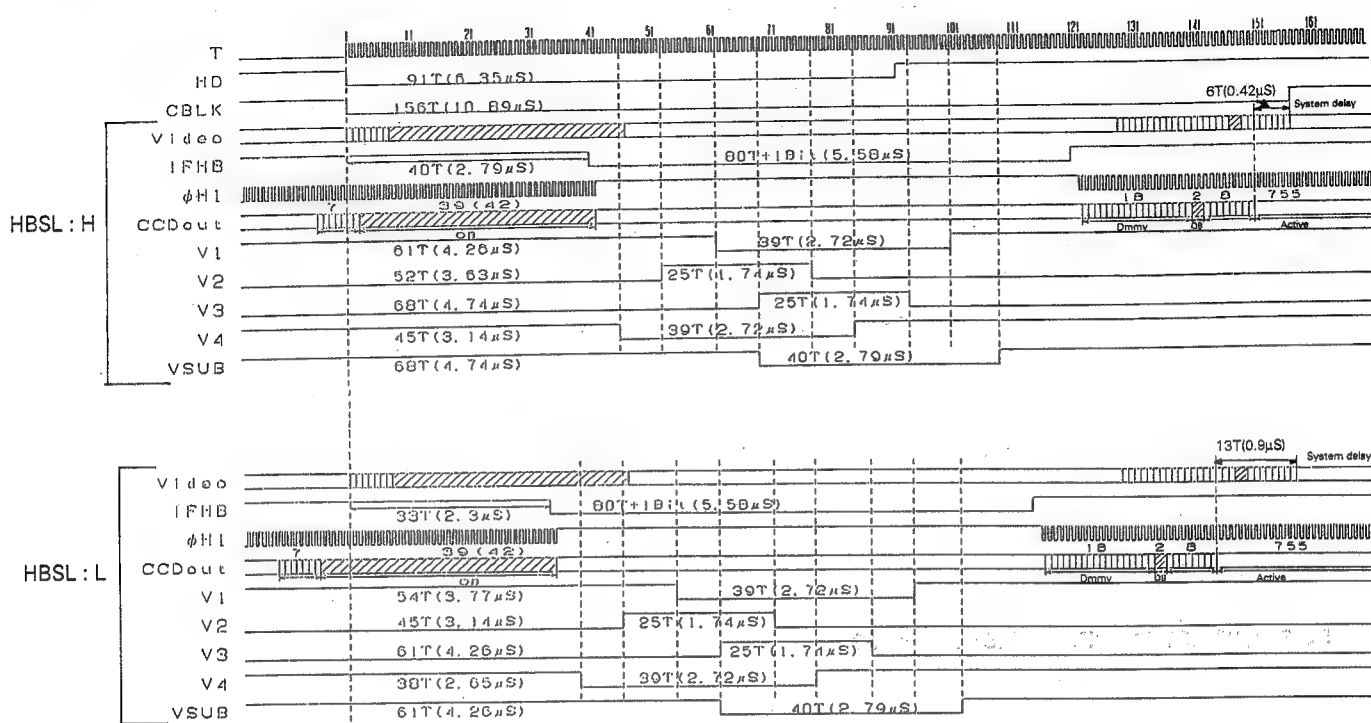 1 11 21 31 41 51 61 71 81 91 101 111 121 131 141 151 161
T
HD 91T(6.35μS)
CBLK 156T(10.89μS) 6T(0.42μS) System delay
HBSL:H
Video
IFHB 40T(2.79μS) 80T+1Bit(5.58μS)
φH1
7 39(42) 18 2 8 755
CCDout OB Dmmy OB Active
V1 61T(4.26μS) 39T(2.72μS)
V2 52T(3.63μS) 25T(1.74μS)
V3 68T(4.74μS) 25T(1.74μS)
V4 45T(3.14μS) 39T(2.72μS)
VSUB 68T(4.74μS) 40T(2.79μS)
13T(0.9μS) System delay
HBSL:L
Video
IFHB 33T(2.3μS) 80T+1Bit(5.58μS)
φH1
7 39(42) 18 2 8 755
CCDout OB Dmmy OB Active
V1 54T(3.77μS) 39T(2.72μS)
V2 45T(3.14μS) 25T(1.74μS)
V3 61T(4.26μS) 25T(1.74μS)
V4 38T(2.65μS) 39T(2.72μS)
VSUB 61T(4.26μS) 40T(2.79μS)